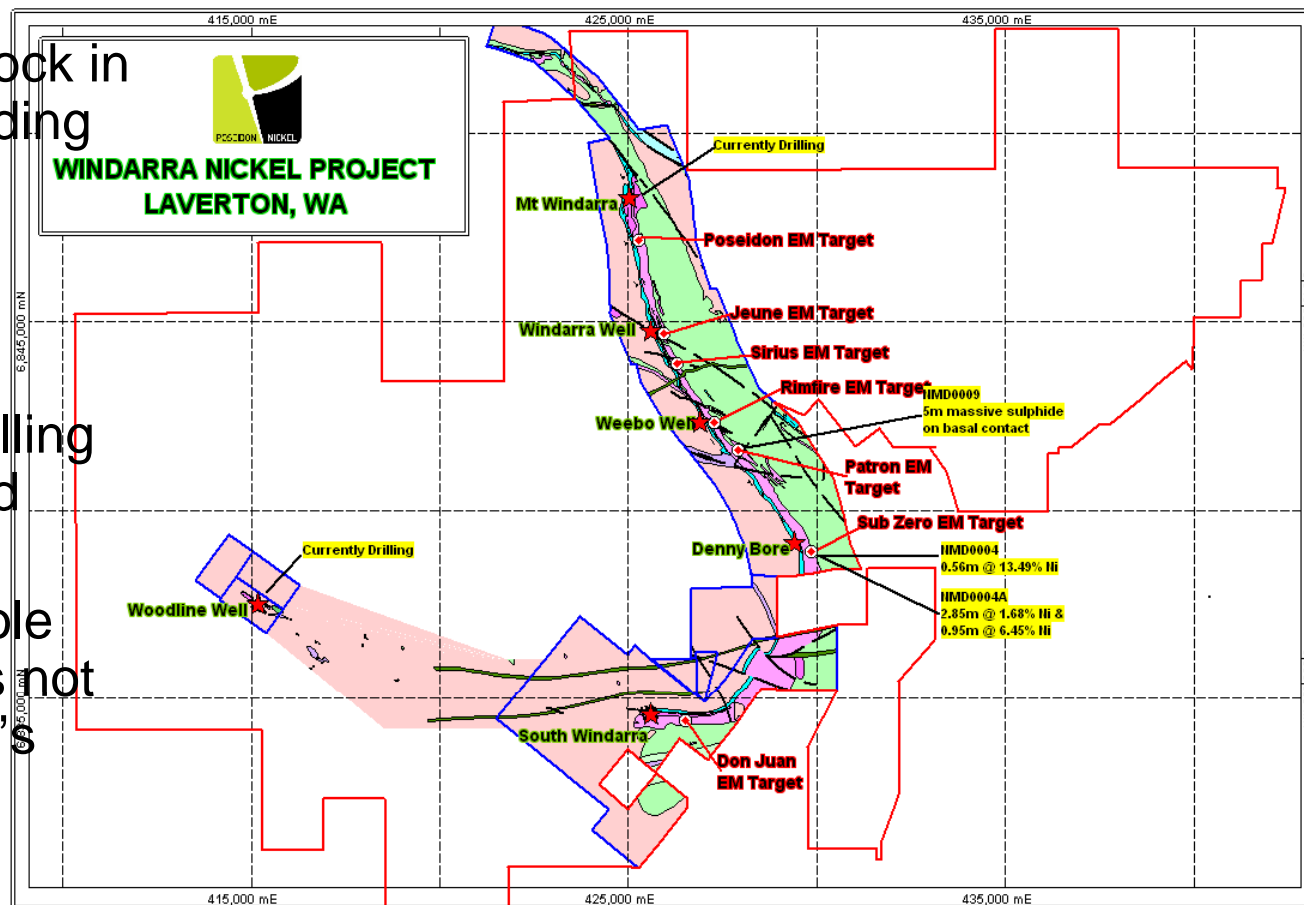 415,000 mE
425,000 mE
435,000 mE
ock in
ding
POSEIDON NICKEL
WINDARRA NICKEL PROJECT
LAVERTON, WA
Currently Drilling
Mt Windarra
Poseidon EM Target
6,845,000 mN
Jeune EM Target
Windarra Well
Sirius EM Target
Rimfire EM Target
NMD0009
5m massive sulphide
on basal contact
Weebo Well
lling
d
Patron EM
Target
Sub Zero EM Target
Denny Bore
NMD0004
0.56m @ 13.49% Ni
Currently Drilling
NMD0004A
2.85m @ 1.68% Ni &
0.95m @ 6.45% Ni
Woodline Well
ole
s not
's
South Windarra
Don Juan
EM Target
415,000 mE
425,000 mE
435,000 mE